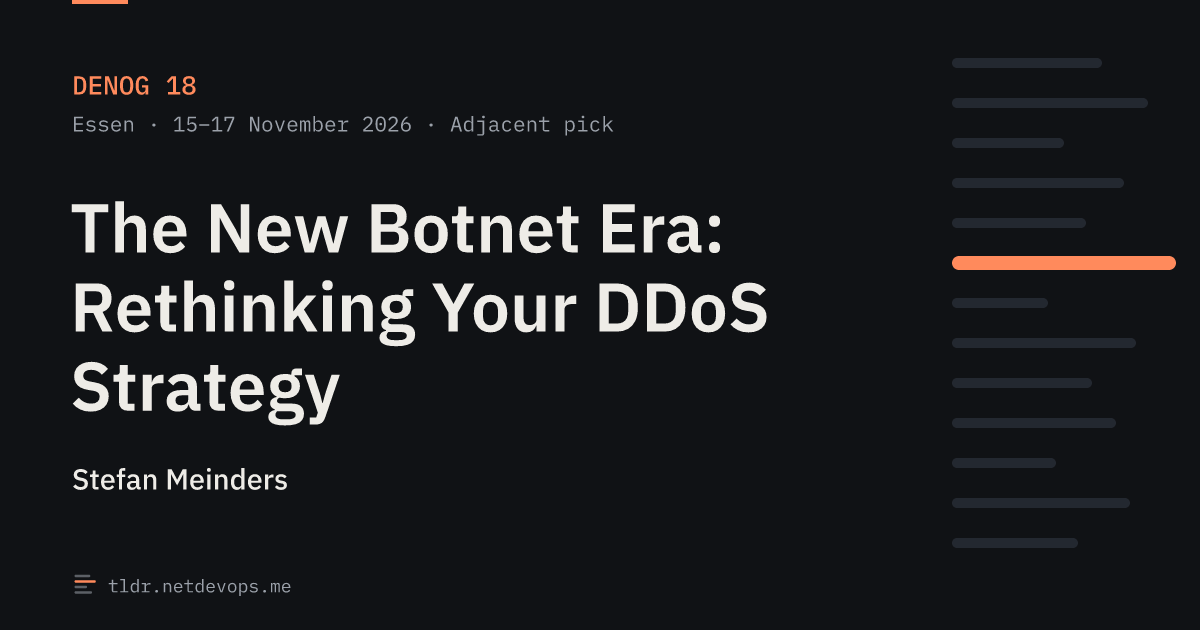 DENOG 18
Essen · 15–17 November 2026 · Adjacent pick
The New Botnet Era:
Rethinking Your DDoS
Strategy
Stefan Meinders
tldr.netdevops.me